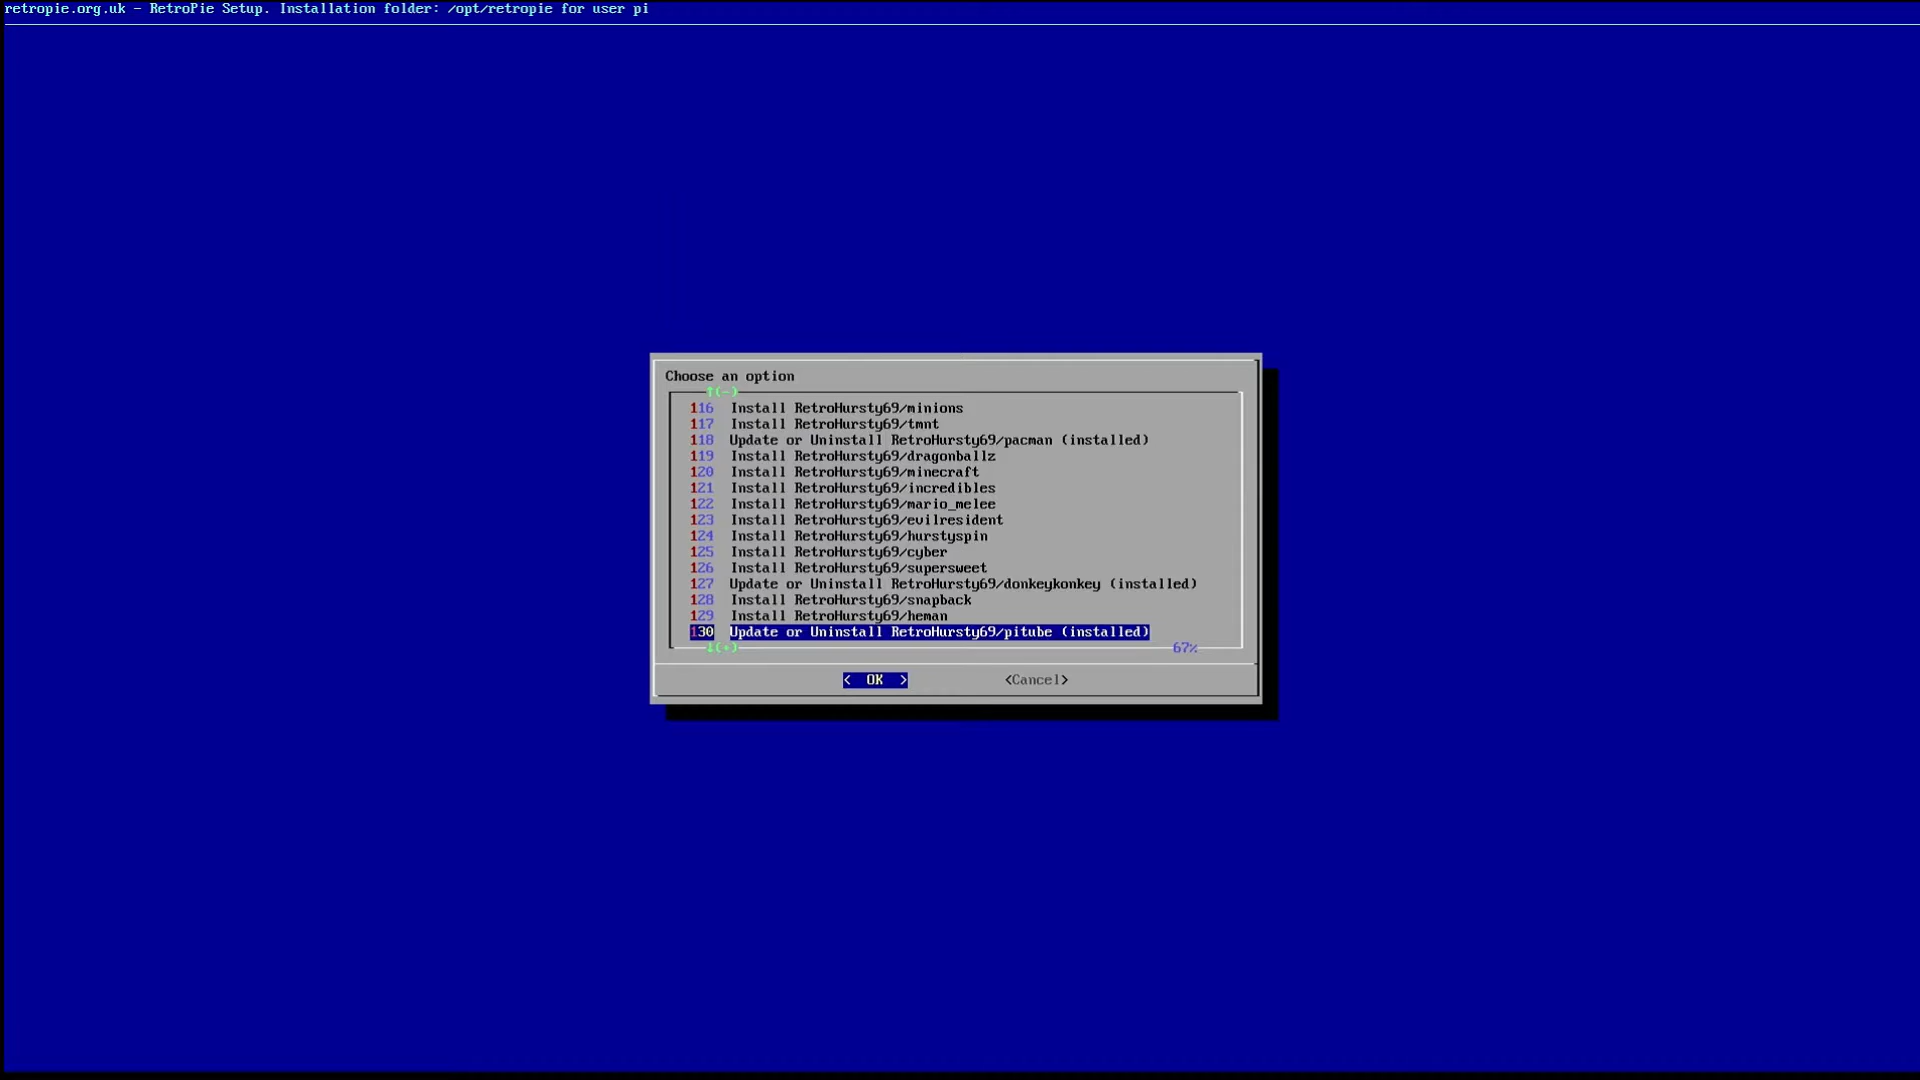 retropie.org.uk - RetroPie Setup. Installation folder: /opt/retropie for user pi
Choose an option
↑(-)
116 Install RetroHursty69/minions
117 Install RetroHursty69/tmnt
118 Update or Uninstall RetroHursty69/pacman (installed)
119 Install RetroHursty69/dragonballz
120 Install RetroHursty69/minecraft
121 Install RetroHursty69/incredibles
122 Install RetroHursty69/mario_melee
123 Install RetroHursty69/evilresident
124 Install RetroHursty69/hurstyspin
125 Install RetroHursty69/cyber
126 Install RetroHursty69/supersweet
127 Update or Uninstall RetroHursty69/donkeykonkey (installed)
128 Install RetroHursty69/snapback
129 Install RetroHursty69/heman
130 Update or Uninstall RetroHursty69/pitube (installed)
↓(+) 67%
< OK > <Cancel>